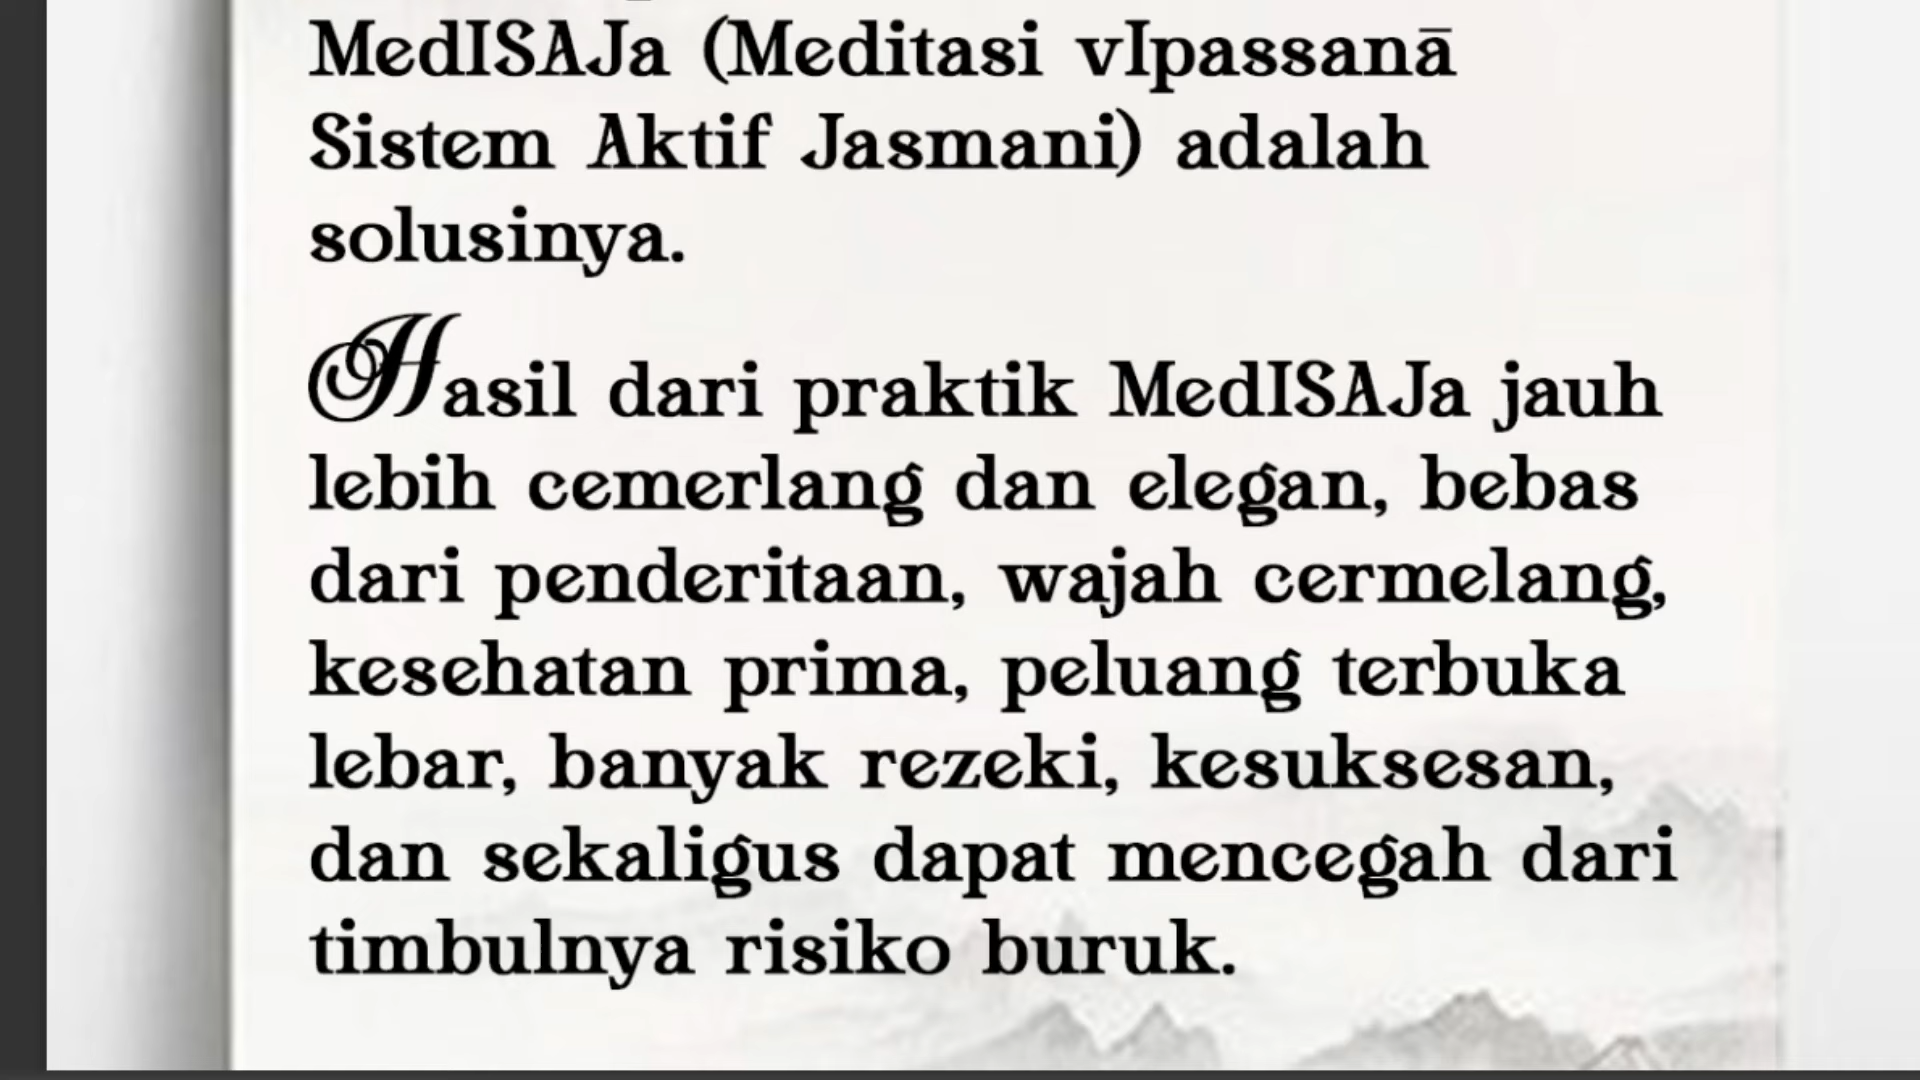 MedISAJa (Meditasi vIpassanā
Sistem Aktif Jasmani) adalah
solusinya.
Hasil dari praktik MedISAJa jauh
lebih cemerlang dan elegan, bebas
dari penderitaan, wajah cermelang,
kesehatan prima, peluang terbuka
lebar, banyak rezeki, kesuksesan,
dan sekaligus dapat mencegah dari
timbulnya risiko buruk.